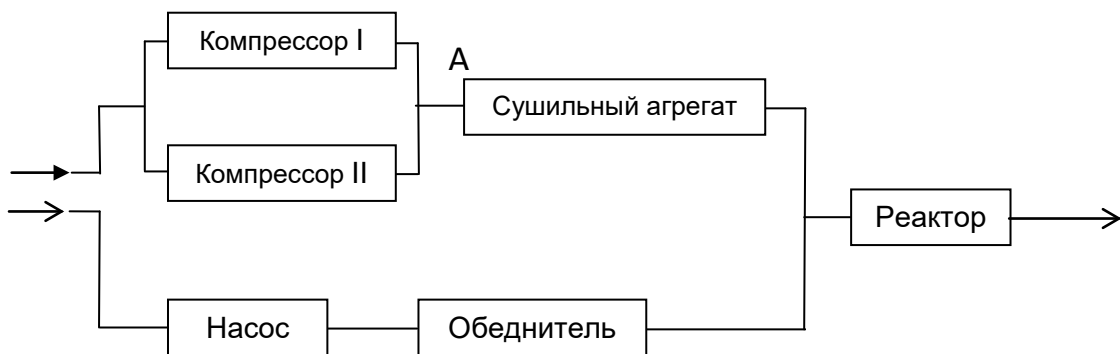 Компрессор I
А
Сушильный агрегат
Компрессор II
Реактор
Насос
Обеднитель